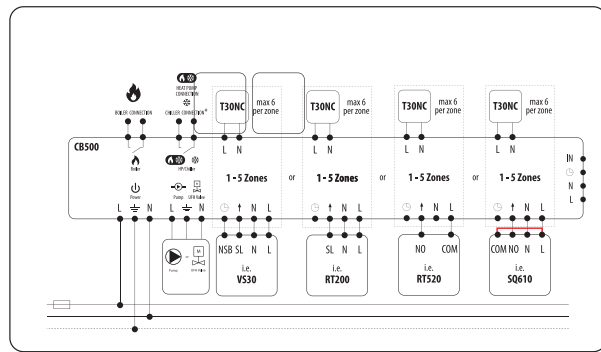 HEAT PUMP
CONNECTION
BOILER CONNECTION
CHILLER CONNECTION*
T30NC
max 6
per zone
T30NC
max 6
per zone
T30NC
max 6
per zone
T30NC
max 6
per zone
CB500
L N
L N
L N
L N
Boiler
HP/Chiller
1 - 5 Zones
or
1 - 5 Zones
or
1 - 5 Zones
or
1 - 5 Zones
IN
N
L
Power
Pump
UFH Valve
M
L N
L N
L N
N L
N L
N L
N L
Pump
UFH Valve
M
NSB SL N L
i.e.
VS30
SL N L
i.e.
RT200
NO COM
i.e.
RT520
COM NO N L
i.e.
SQ610